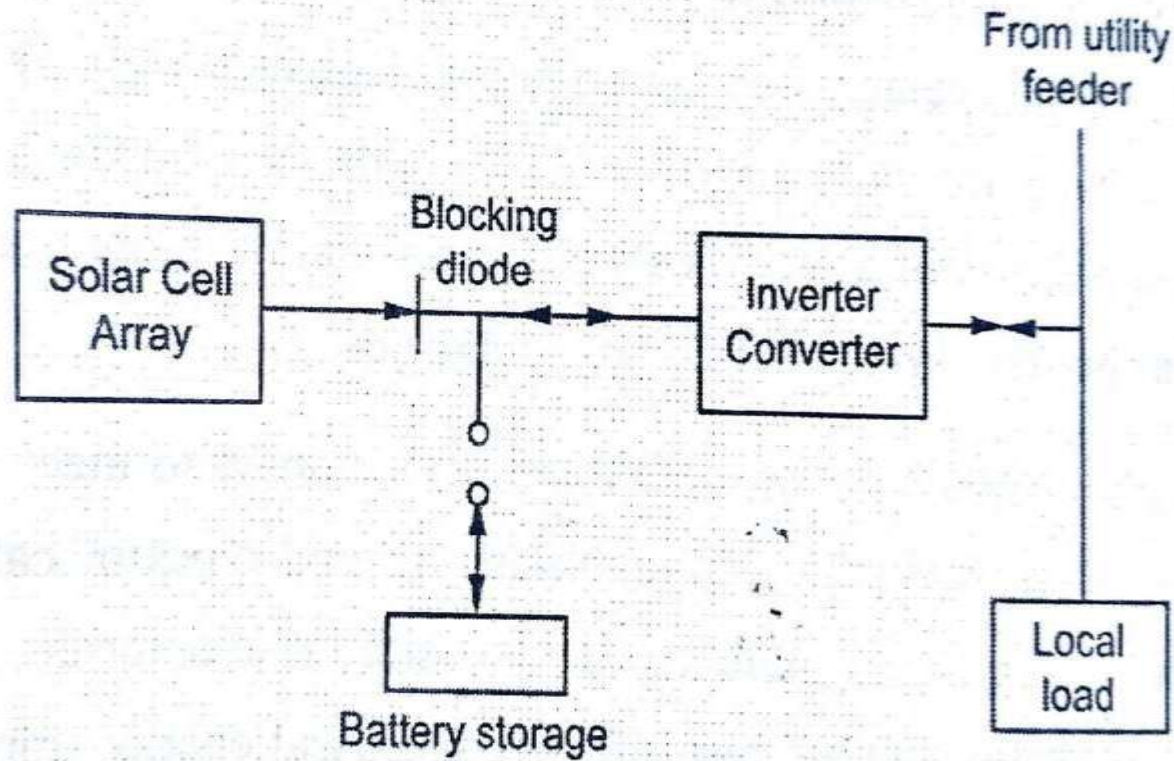 From utility
feeder
Blocking
diode
Solar Cell
Array
Inverter
Converter
Local
load
Battery storage